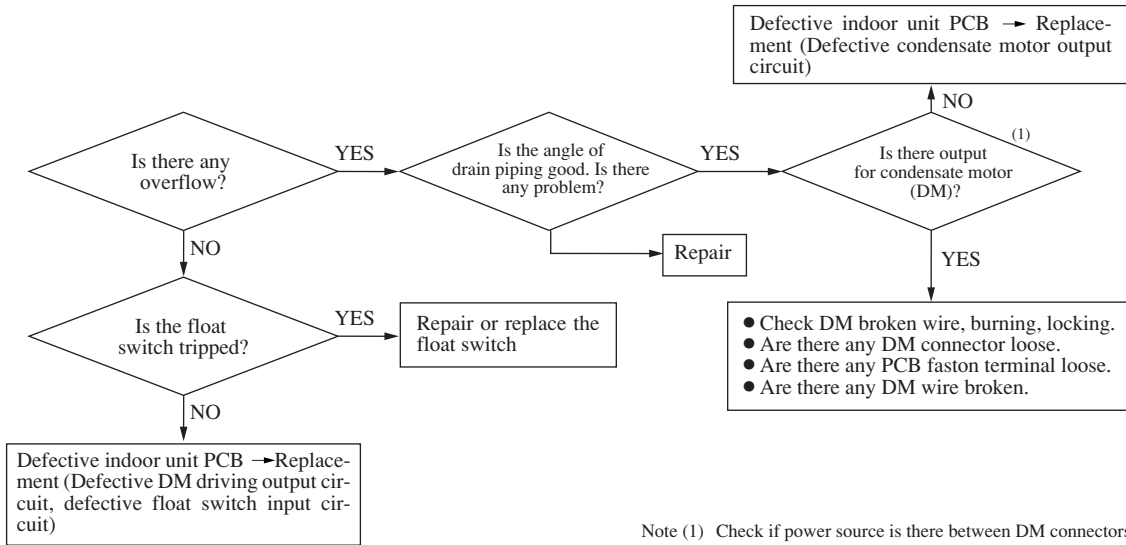 Defective indoor unit PCB → Replace-
ment (Defective condensate motor output
circuit)
NO
(1)
Is there any
overflow?
YES
Is the angle of
drain piping good. Is there
any problem?
YES
Is there output
for condensate motor
(DM)?
NO
Repair
YES
Is the float
switch tripped?
YES
Repair or replace the
float switch
● Check DM broken wire, burning, locking.
● Are there any DM connector loose.
● Are there any PCB faston terminal loose.
● Are there any DM wire broken.
NO
Defective indoor unit PCB →Replace-
ment (Defective DM driving output cir-
cuit, defective float switch input cir-
cuit)
Note (1) Check if power source is there between DM connectors